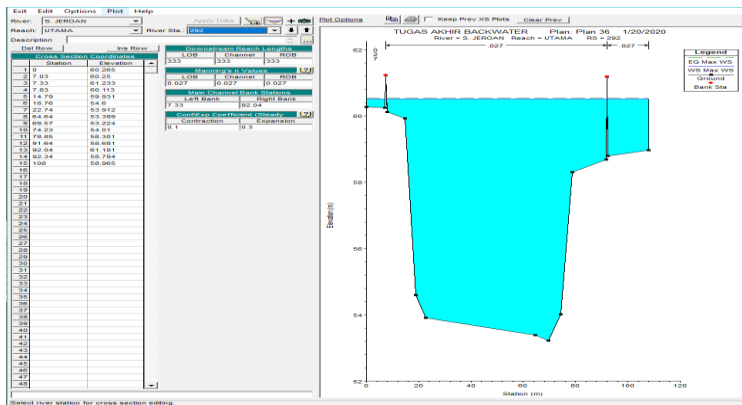 Exit Edit Options Plot Help
River: S. JEROAN Apply Data
Reach: UTAMA River Sta.: 292
Description
Del Row Ins Row
Cross Section Coordinates
Station Elevation
1 0 60.265
2 7.03 60.25
3 7.33 61.233
4 7.83 60.113
5 14.79 59.931
6 18.76 54.6
7 22.74 53.912
8 64.64 53.389
9 69.57 53.224
10 74.23 54.01
11 78.85 58.301
12 91.64 58.681
13 92.04 61.181
14 92.34 58.784
15 108 58.965
16
17
18
19
20
21
22
23
24
25
26
27
28
29
30
31
32
33
34
35
36
37
38
39
40
41
42
43
44
45
46
Downstream Reach Lengths
LOB Channel ROB
333 333 333
Manning's n Values
LOB Channel ROB
0.027 0.027 0.027
Main Channel Bank Stations
Left Bank Right Bank
7.33 92.04
Cont\Exp Coefficient (Steady
Contraction Expansion
0.1 0.3
Plot Options Keep Prev XS Plots Clear Prev
TUGAS AKHIR BACKWATER Plan: Plan 36 1/20/2020
River = S. JEROAN Reach = UTAMA RS = 292
.027 .027
Legend
EG Max WS
WS Max WS
Ground
Bank Sta
Elevation (m)
62
60
58
56
54
52
0 20 40 60 80 100 120
Station (m)
Select river station for cross section editing.